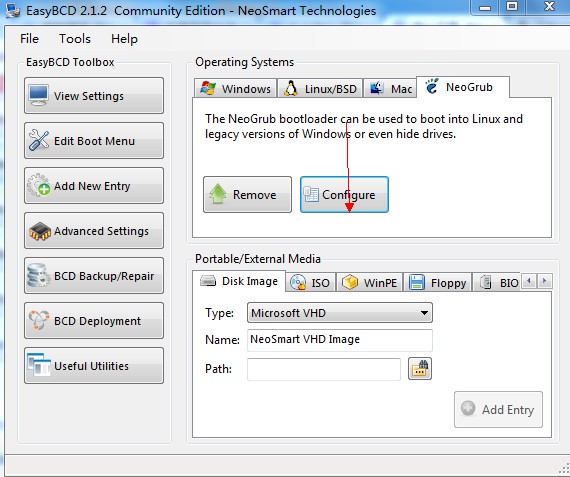 EasyBCD 2.1.2 Community Edition - NeoSmart Technologies
File Tools Help
EasyBCD Toolbox
View Settings
Edit Boot Menu
Add New Entry
Advanced Settings
BCD Backup/Repair
BCD Deployment
Useful Utilities
Operating Systems
Windows Linux/BSD Mac NeoGrub
The NeoGrub bootloader can be used to boot into Linux and
legacy versions of Windows or even hide drives.
Remove Configure
Portable/External Media
Disk Image ISO WinPE Floppy BIO
Type: Microsoft VHD
Name: NeoSmart VHD Image
Path:
Add Entry